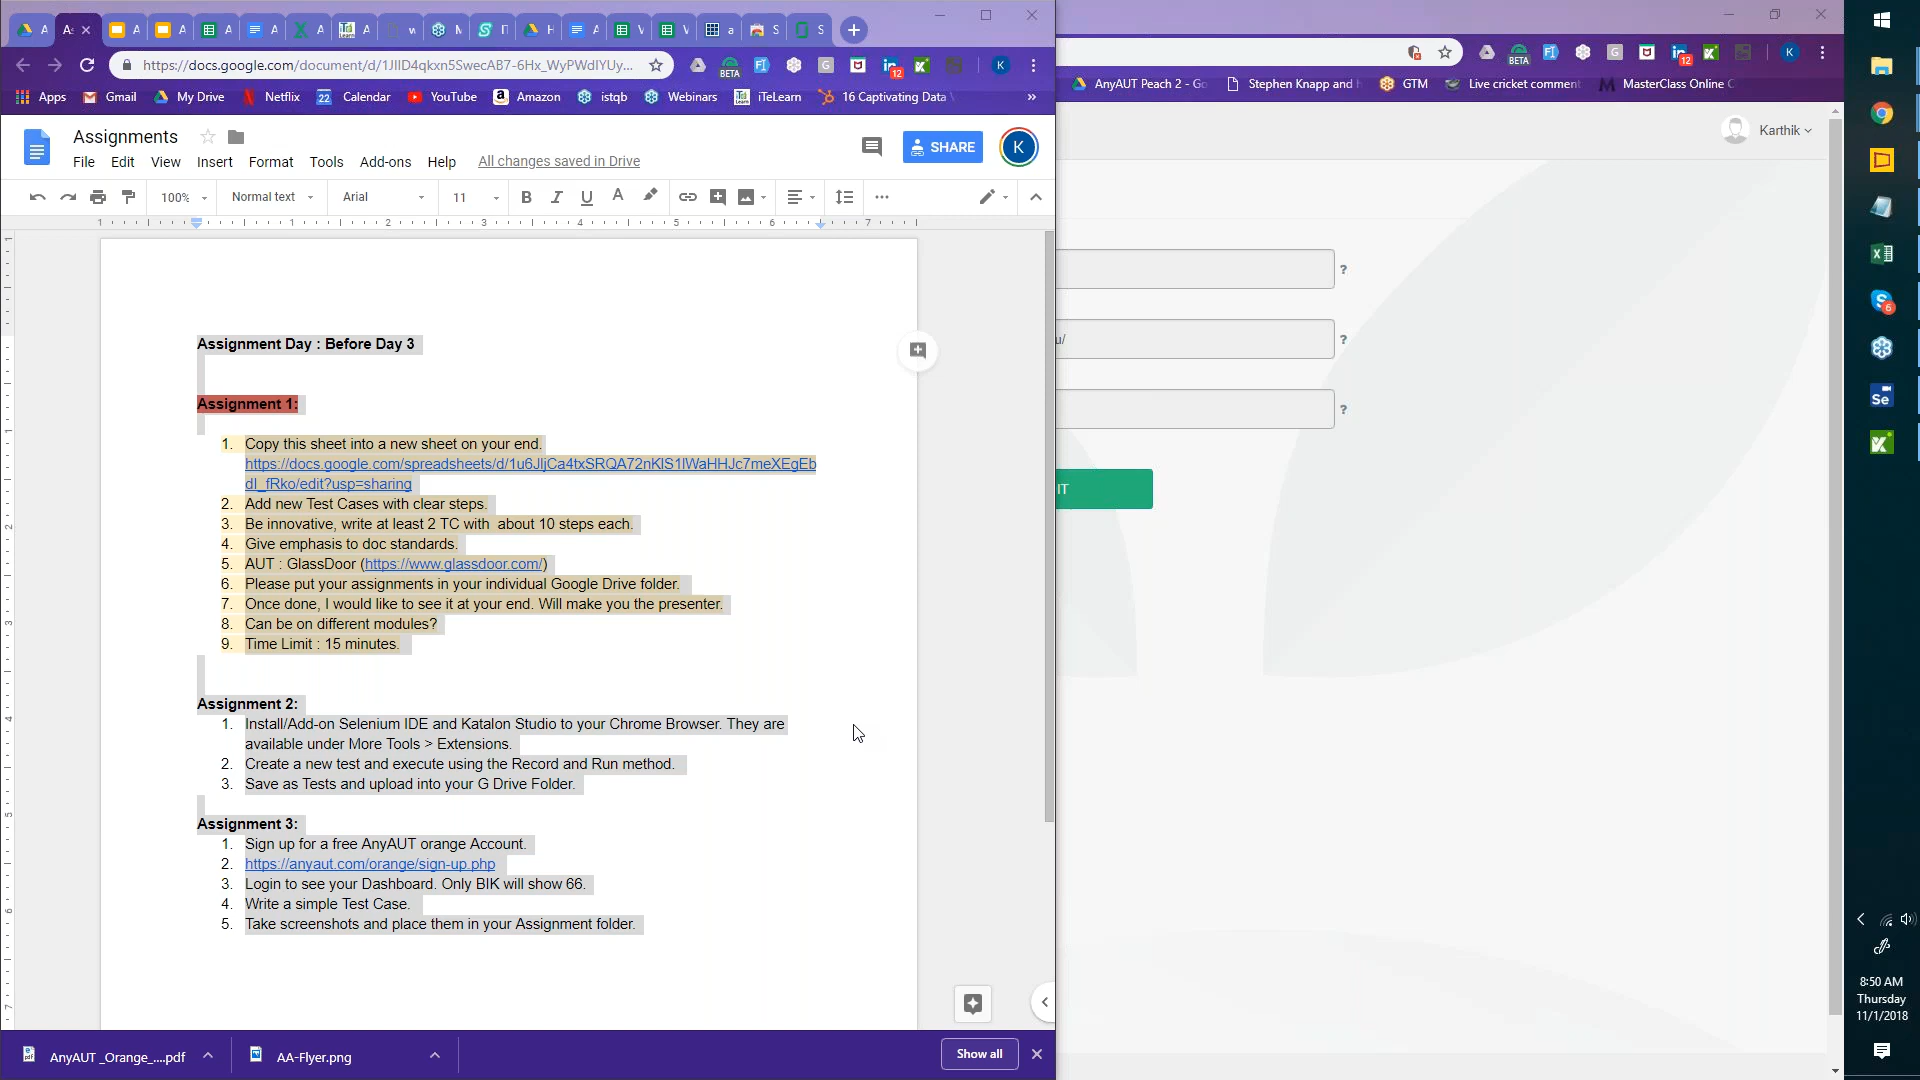 A
A
A
A
A
A
A
A
A
w
N
H
A
V
V
a
S
S
https://docs.google.com/document/d/1JIlD4qkxn5SwecAB7-6Hx_WyPWdIYUy...
BETA
12
K
Apps
Gmail
My Drive
Netflix
22
Calendar
YouTube
Amazon
istqb
Webinars
iTeLearn
16 Captivating Data
»
AnyAUT Peach 2 - Go
Stephen Knapp and
GTM
Live cricket comment
MasterClass Online C
Assignments
File Edit View Insert Format Tools Add-ons Help All changes saved in Drive
SHARE
K
Karthik
100% Normal text Arial 11 B I U A
Assignment Day : Before Day 3
Assignment 1:
1. Copy this sheet into a new sheet on your end.
https://docs.google.com/spreadsheets/d/1u6JljCa4txSRQA72nKlS1lWaHHJc7meXEgEb
dI_fRko/edit?usp=sharing
2. Add new Test Cases with clear steps.
3. Be innovative, write at least 2 TC with  about 10 steps each.
4. Give emphasis to doc standards.
5. AUT : GlassDoor (https://www.glassdoor.com/)
6. Please put your assignments in your individual Google Drive folder.
7. Once done, I would like to see it at your end. Will make you the presenter.
8. Can be on different modules?
9. Time Limit : 15 minutes.
Assignment 2:
1. Install/Add-on Selenium IDE and Katalon Studio to your Chrome Browser. They are
available under More Tools > Extensions.
2. Create a new test and execute using the Record and Run method.
3. Save as Tests and upload into your G Drive Folder.
Assignment 3:
1. Sign up for a free AnyAUT orange Account.
2. https://anyaut.com/orange/sign-up.php
3. Login to see your Dashboard. Only BIK will show 66.
4. Write a simple Test Case.
5. Take screenshots and place them in your Assignment folder.
?
u/
?
?
IT
AnyAUT _Orange_....pdf
AA-Flyer.png
Show all
8:50 AM
Thursday
11/1/2018